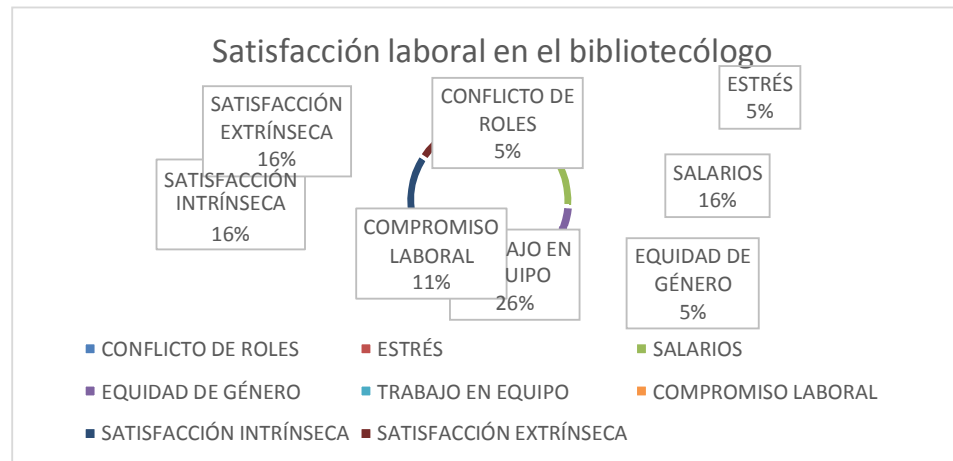 Satisfacción laboral en el bibliotecólogo
ESTRÉS
5%
CONFLICTO DE
ROLES
5%
SATISFACCIÓN
EXTRÍNSECA
16%
SATISFACCIÓN
INTRÍNSECA
16%
SALARIOS
16%
COMPROMISO
LABORAL
11%
AJO EN
UIPO
26%
EQUIDAD DE
GÉNERO
5%
CONFLICTO DE ROLES
ESTRÉS
SALARIOS
EQUIDAD DE GÉNERO
TRABAJO EN EQUIPO
COMPROMISO LABORAL
SATISFACCIÓN INTRÍNSECA
SATISFACCIÓN EXTRÍNSECA